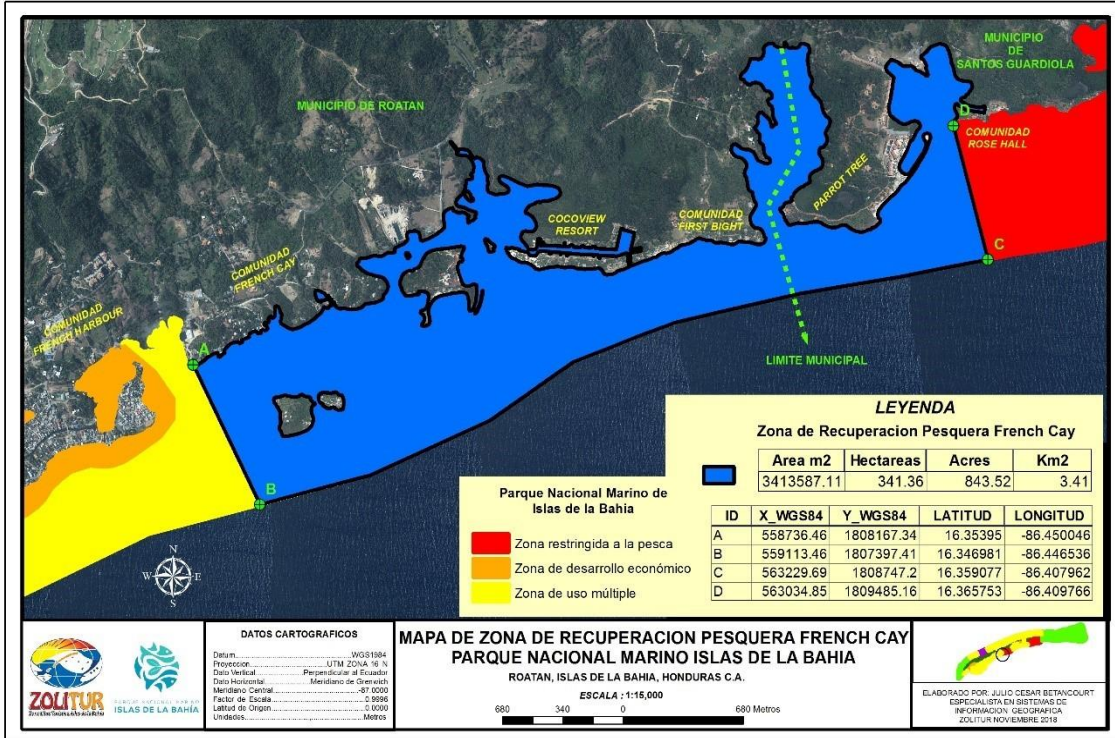 MUNICIPIO
DE
SANTOS GUARDIOLA
MUNICIPIO DE ROATAN
D
COMUNIDAD
ROSE HALL
PARROT TREE
COMUNIDAD
FIRST BIGHT
COCOVIEW
RESORT
COMUNIDAD
FRENCH CAY
COMUNIDAD
FRENCH HARBOUR
A
B
C
LIMITE MUNICIPAL
LEYENDA
Zona de Recuperacion Pesquera French Cay
Area m2 Hectareas Acres Km2
3413587.11 341.36 843.52 3.41
ID X_WGS84 Y_WGS84 LATITUD LONGITUD
A 558736.46 1808167.34 16.35395 -86.450046
B 559113.46 1807397.41 16.346981 -86.446536
C 563229.69 1808747.2 16.359077 -86.407962
D 563034.85 1809485.16 16.365753 -86.409766
Parque Nacional Marino de
Islas de la Bahia
Zona restringida a la pesca
Zona de desarrollo económico
Zona de uso múltiple
N
W E
S
ZOLITUR
PARQUE NACIONAL MARINO
ISLAS DE LA BAHÍA
DATOS CARTOGRAFICOS
Datum..........WGS1984
Proyeccion..........UTM ZONA 16 N
Dato Vertical..........Perpendicular al Ecuador
Dato Horizontal..........Meridiano de Grenwich
Meridiano Central..........-87.0000
Factor de Escala..........0.9996
Latitud de Origen..........0.0000
Unidades..........Metros
MAPA DE ZONA DE RECUPERACION PESQUERA FRENCH CAY
PARQUE NACIONAL MARINO ISLAS DE LA BAHIA
ROATAN, ISLAS DE LA BAHIA, HONDURAS C.A.
ESCALA : 1:15,000
680 340 0 680 Metros
ELABORADO POR: JULIO CESAR BETANCOURT
ESPECIALISTA EN SISTEMAS DE
INFORMACION GEOGRAFICA
ZOLITUR NOVIEMBRE 2018